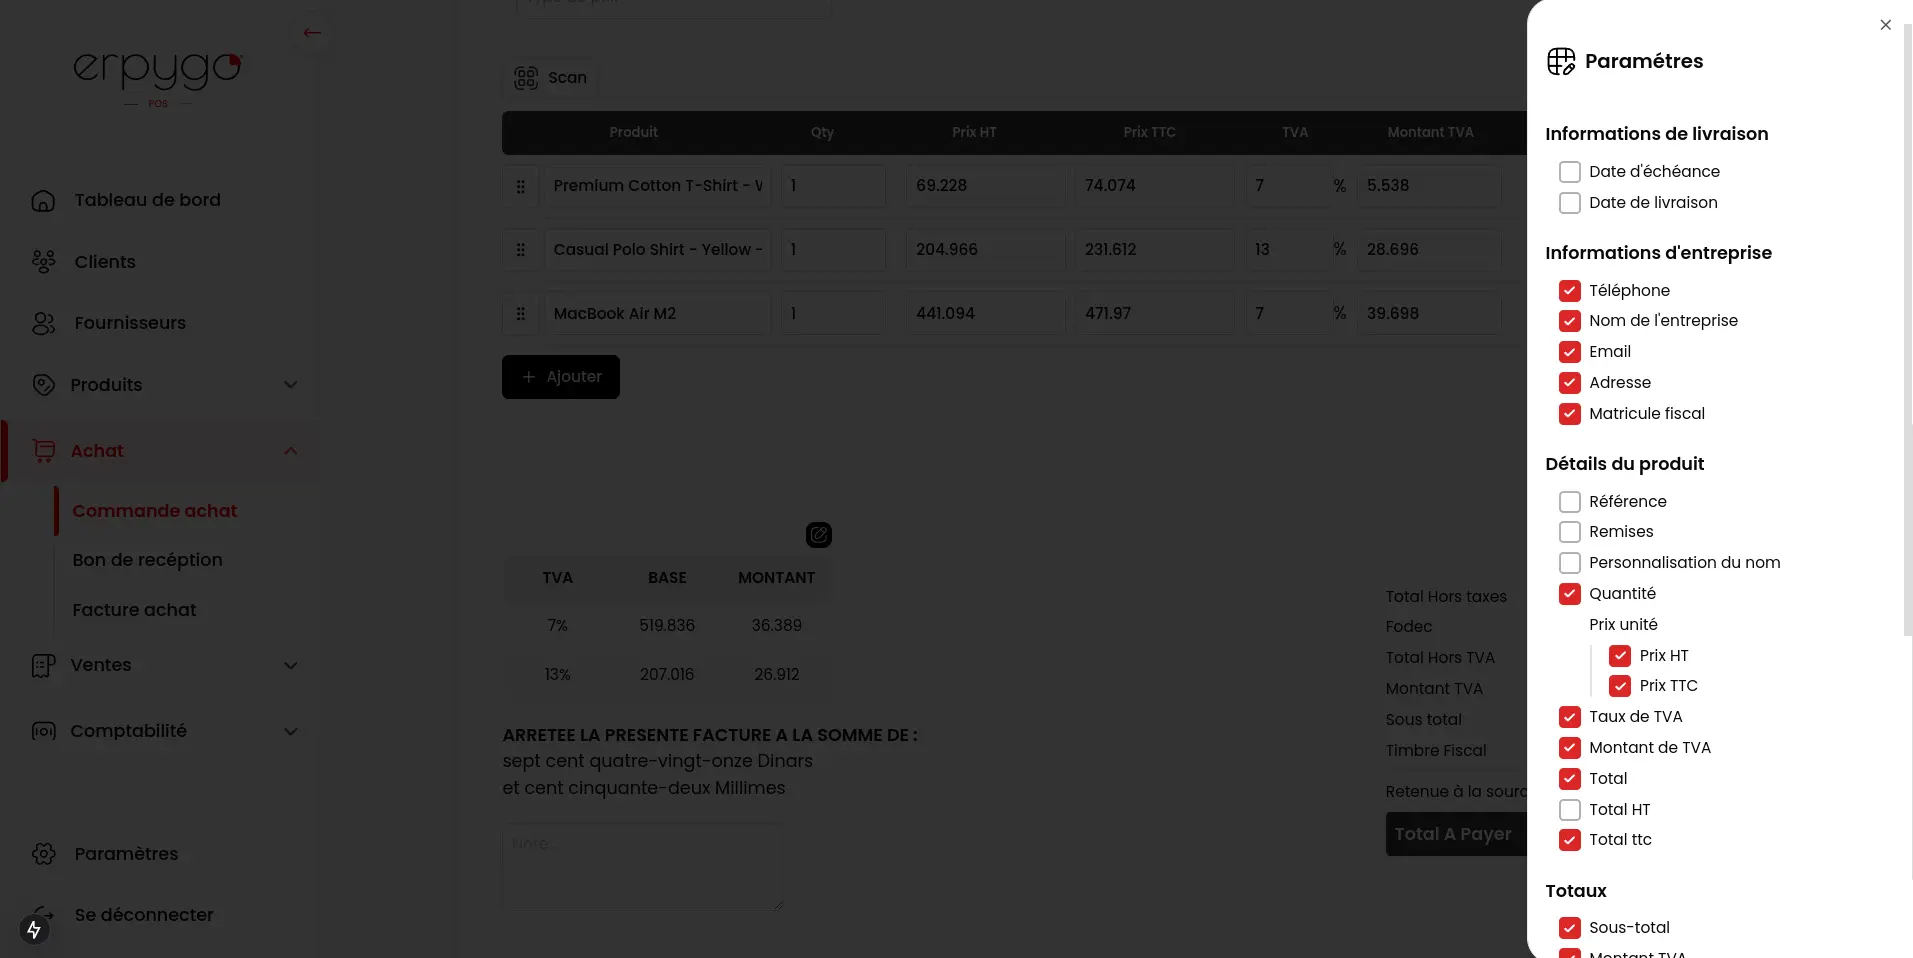 erpygo
POS
Tableau de bord
Clients
Fournisseurs
Produits
Achat
Commande achat
Bon de recéption
Facture achat
Ventes
Comptabilité
Paramètres
Se déconnecter
Scan
Produit Qty Prix HT Prix TTC TVA Montant TVA
Premium Cotton T-Shirt - 1 69.228 74.074 7 % 5.538
Casual Polo Shirt - Yellow - 1 204.966 231.612 13 % 28.696
MacBook Air M2 1 441.094 471.97 7 % 39.698
+ Ajouter
TVA BASE MONTANT
7% 519.836 36.389
13% 207.016 26.912
ARRETEE LA PRESENTE FACTURE A LA SOMME DE :
sept cent quatre-vingt-onze Dinars
et cent cinquante-deux Millimes
Note...
Total Hors taxes
Fodec
Total Hors TVA
Montant TVA
Sous total
Timbre Fiscal
Retenue à la sourc
Total A Payer
Paramétres
Informations de livraison
Date d'échéance
Date de livraison
Informations d'entreprise
Téléphone
Nom de l'entreprise
Email
Adresse
Matricule fiscal
Détails du produit
Référence
Remises
Personnalisation du nom
Quantité
Prix unité
Prix HT
Prix TTC
Taux de TVA
Montant de TVA
Total
Total HT
Total ttc
Totaux
Sous-total
Montant TVA